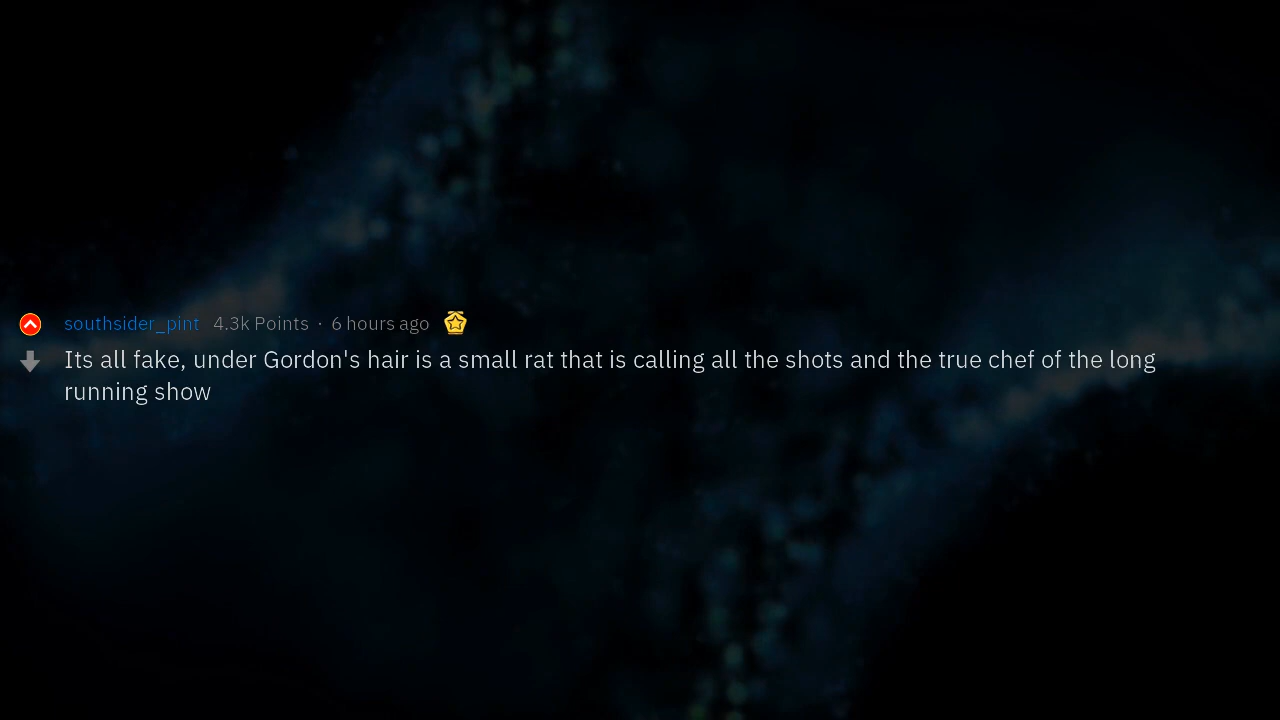 southsider_pint 4.3k Points · 6 hours ago
Its all fake, under Gordon's hair is a small rat that is calling all the shots and the true chef of the long
running show